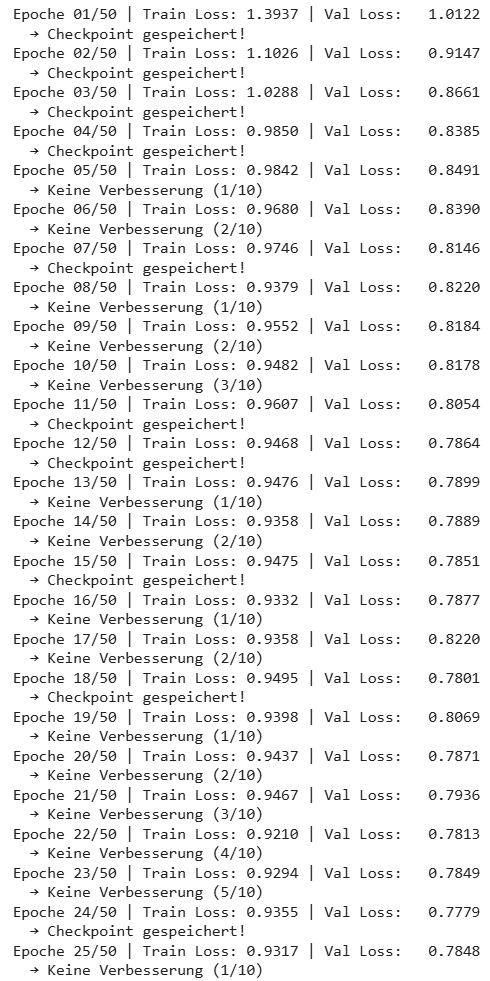 Epoche 01/50 | Train Loss: 1.3937 | Val Loss:   1.0122
  → Checkpoint gespeichert!
Epoche 02/50 | Train Loss: 1.1026 | Val Loss:   0.9147
  → Checkpoint gespeichert!
Epoche 03/50 | Train Loss: 1.0288 | Val Loss:   0.8661
  → Checkpoint gespeichert!
Epoche 04/50 | Train Loss: 0.9850 | Val Loss:   0.8385
  → Checkpoint gespeichert!
Epoche 05/50 | Train Loss: 0.9842 | Val Loss:   0.8491
  → Keine Verbesserung (1/10)
Epoche 06/50 | Train Loss: 0.9680 | Val Loss:   0.8390
  → Keine Verbesserung (2/10)
Epoche 07/50 | Train Loss: 0.9746 | Val Loss:   0.8146
  → Checkpoint gespeichert!
Epoche 08/50 | Train Loss: 0.9379 | Val Loss:   0.8220
  → Keine Verbesserung (1/10)
Epoche 09/50 | Train Loss: 0.9552 | Val Loss:   0.8184
  → Keine Verbesserung (2/10)
Epoche 10/50 | Train Loss: 0.9482 | Val Loss:   0.8178
  → Keine Verbesserung (3/10)
Epoche 11/50 | Train Loss: 0.9607 | Val Loss:   0.8054
  → Checkpoint gespeichert!
Epoche 12/50 | Train Loss: 0.9468 | Val Loss:   0.7864
  → Checkpoint gespeichert!
Epoche 13/50 | Train Loss: 0.9476 | Val Loss:   0.7899
  → Keine Verbesserung (1/10)
Epoche 14/50 | Train Loss: 0.9358 | Val Loss:   0.7889
  → Keine Verbesserung (2/10)
Epoche 15/50 | Train Loss: 0.9475 | Val Loss:   0.7851
  → Checkpoint gespeichert!
Epoche 16/50 | Train Loss: 0.9332 | Val Loss:   0.7877
  → Keine Verbesserung (1/10)
Epoche 17/50 | Train Loss: 0.9358 | Val Loss:   0.8220
  → Keine Verbesserung (2/10)
Epoche 18/50 | Train Loss: 0.9495 | Val Loss:   0.7801
  → Checkpoint gespeichert!
Epoche 19/50 | Train Loss: 0.9398 | Val Loss:   0.8069
  → Keine Verbesserung (1/10)
Epoche 20/50 | Train Loss: 0.9437 | Val Loss:   0.7871
  → Keine Verbesserung (2/10)
Epoche 21/50 | Train Loss: 0.9467 | Val Loss:   0.7936
  → Keine Verbesserung (3/10)
Epoche 22/50 | Train Loss: 0.9210 | Val Loss:   0.7813
  → Keine Verbesserung (4/10)
Epoche 23/50 | Train Loss: 0.9294 | Val Loss:   0.7849
  → Keine Verbesserung (5/10)
Epoche 24/50 | Train Loss: 0.9355 | Val Loss:   0.7779
  → Checkpoint gespeichert!
Epoche 25/50 | Train Loss: 0.9317 | Val Loss:   0.7848
  → Keine Verbesserung (1/10)